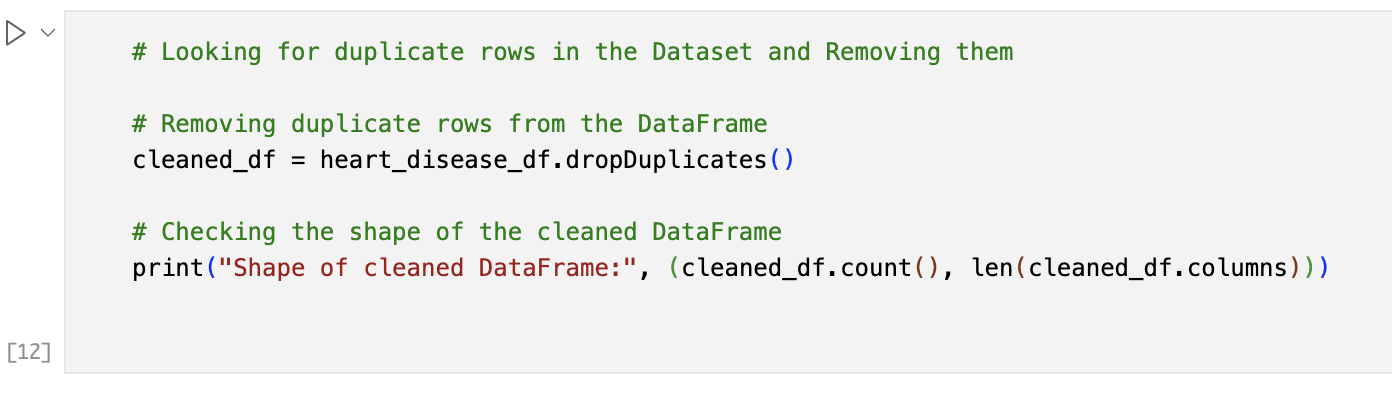 # Looking for duplicate rows in the Dataset and Removing them
# Removing duplicate rows from the DataFrame
cleaned_df = heart_disease_df.dropDuplicates()
# Checking the shape of the cleaned DataFrame
print("Shape of cleaned DataFrame:", (cleaned_df.count(), len(cleaned_df.columns)))
[12]